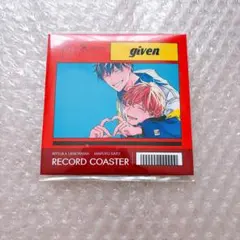 given
RITSUKA UENOYAMA    MAFUYU SATO
RECORD COASTER